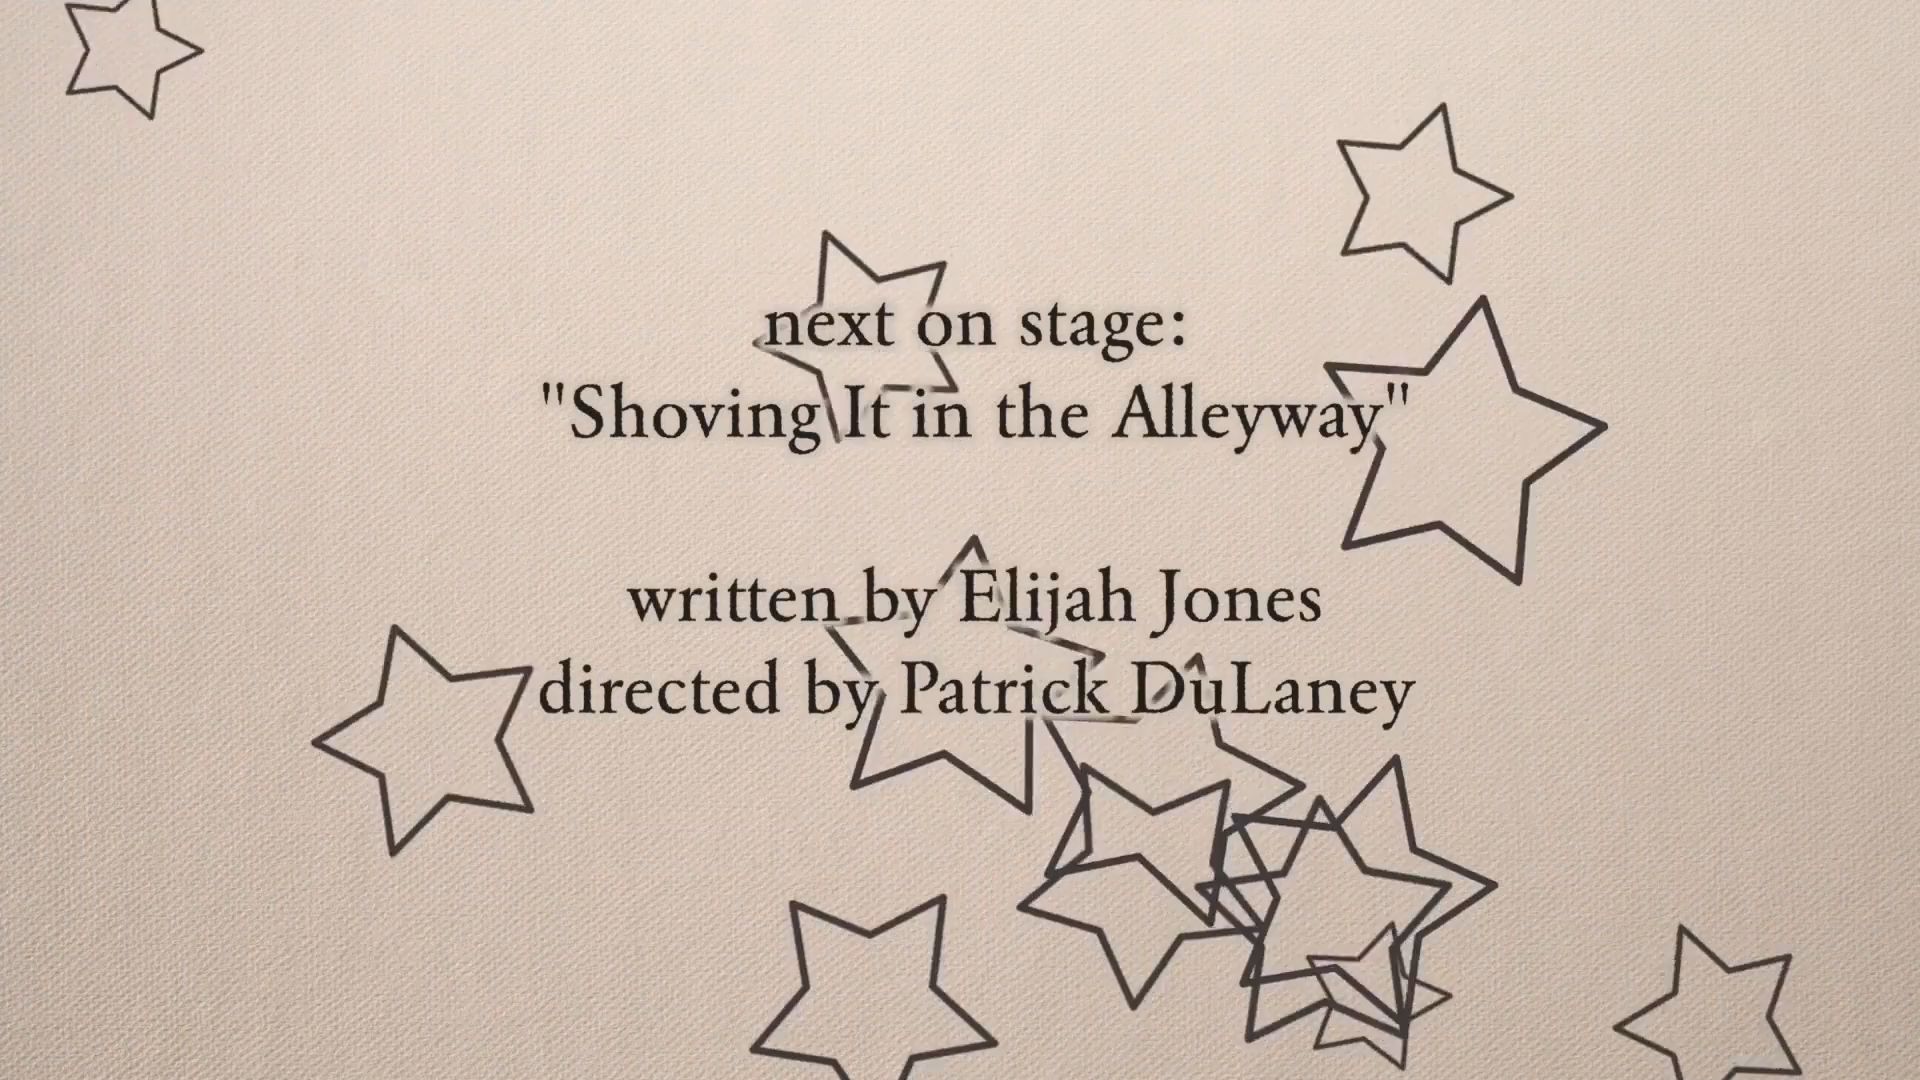 next on stage:
"Shoving It in the Alleyway"
written by Elijah Jones
directed by Patrick DuLaney